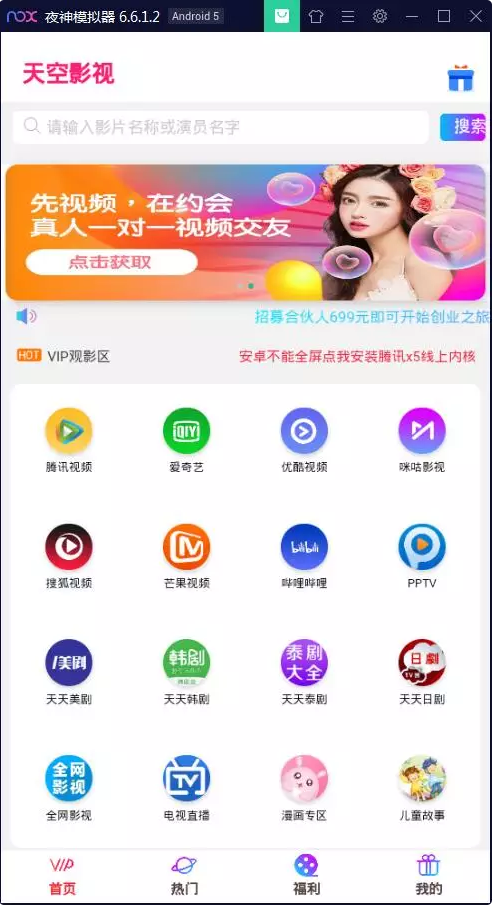 nox 夜神模拟器 6.6.1.2 Android 5
天空影视
请输入影片名称或演员名字 搜索
先视频，在约会
真人一对一视频交友
点击获取
招募合伙人699元即可开始创业之旅
HOT VIP观影区 安卓不能全屏点我安装腾讯x5线上内核
腾讯视频 QIY 爱奇艺 优酷视频 咪咕影视
搜狐视频 芒果视频 bilibili 哔哩哔哩 PPTV
美剧 韩剧 泰剧 日劇
大全 TV
天天美剧 天天韩剧 天天泰剧 天天日剧
全网 TV
影视
全网影视 电视直播 漫画专区 儿童故事
VIP
首页 热门 福利 我的